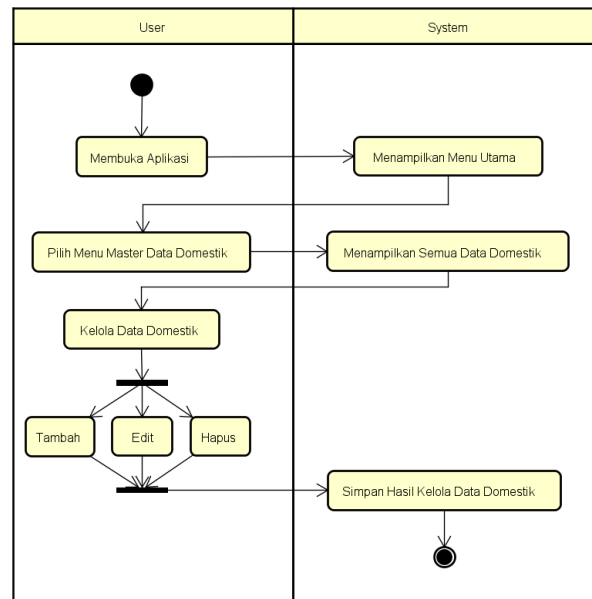 User
System
Membuka Aplikasi
Menampilkan Menu Utama
Pilih Menu Master Data Domestik
Menampilkan Semua Data Domestik
Kelola Data Domestik
Tambah
Edit
Hapus
Simpan Hasil Kelola Data Domestik